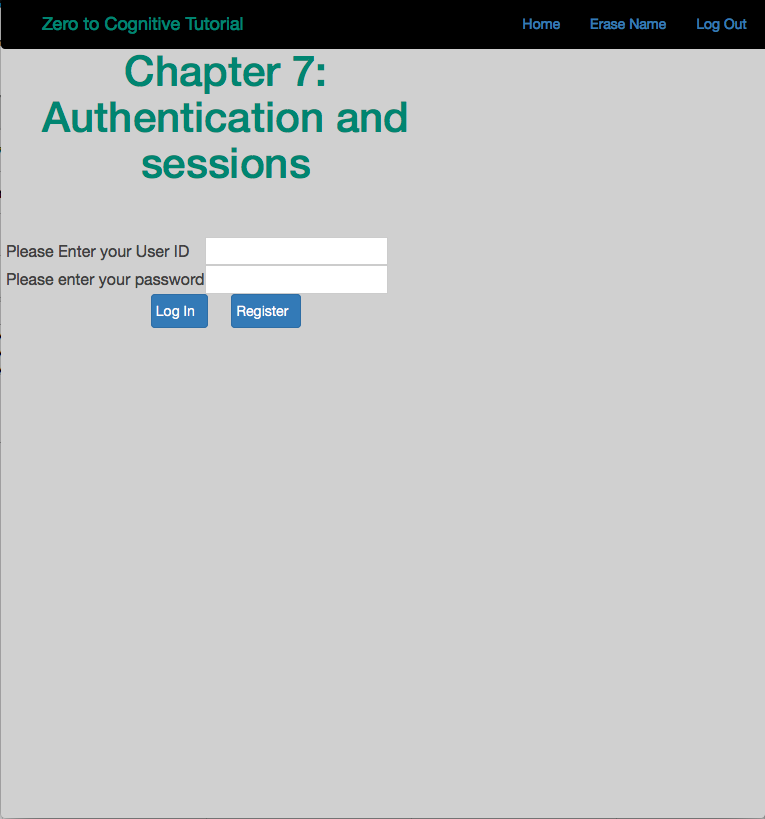 Zero to Cognitive Tutorial Home Erase Name Log Out
Chapter 7:
Authentication and
sessions
Please Enter your User ID
Please enter your password
Log In Register